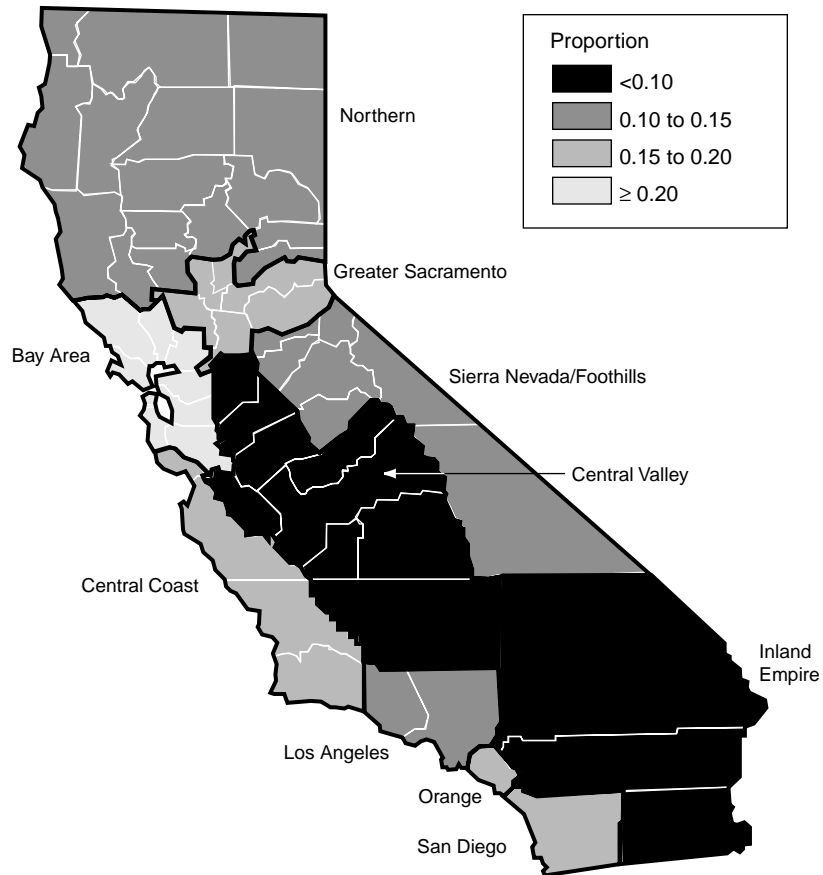 Proportion
<0.10
0.10 to 0.15
0.15 to 0.20
≥ 0.20
Northern
Greater Sacramento
Bay Area
Sierra Nevada/Foothills
Central Valley
Central Coast
Inland
Empire
Los Angeles
Orange
San Diego